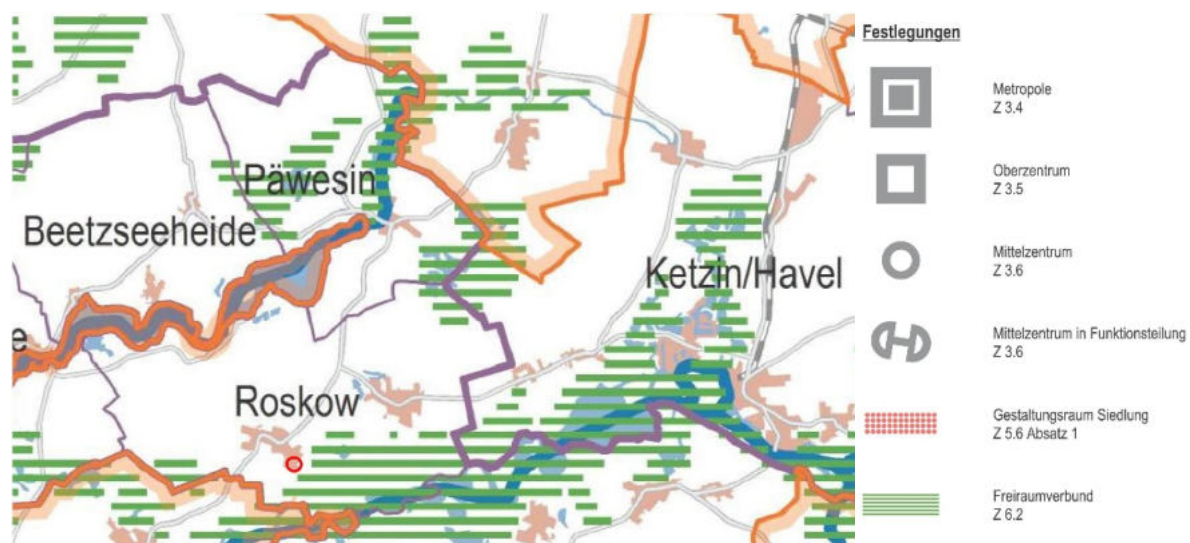 Päwesin
Beetzseeheide
Ketzin/Havel
e
Roskow
Festlegungen
Metropole
Z 3.4
Oberzentrum
Z 3.5
Mittelzentrum
Z 3.6
Mittelzentrum in Funktionsteilung
Z 3.6
Gestaltungsraum Siedlung
Z 5.6 Absatz 1
Freiraumverbund
Z 6.2